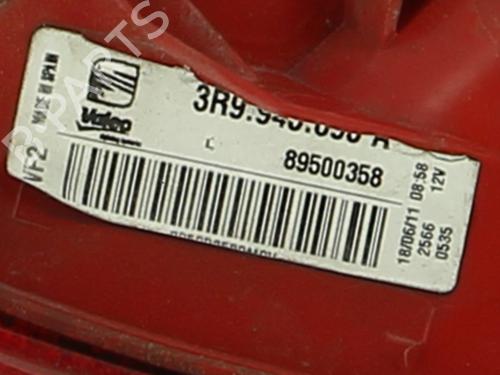 MADE IN SPAIN
VF2
Valeo
L
89500358
18/06/11 08:58
2566 12V
0535
B-PARTS